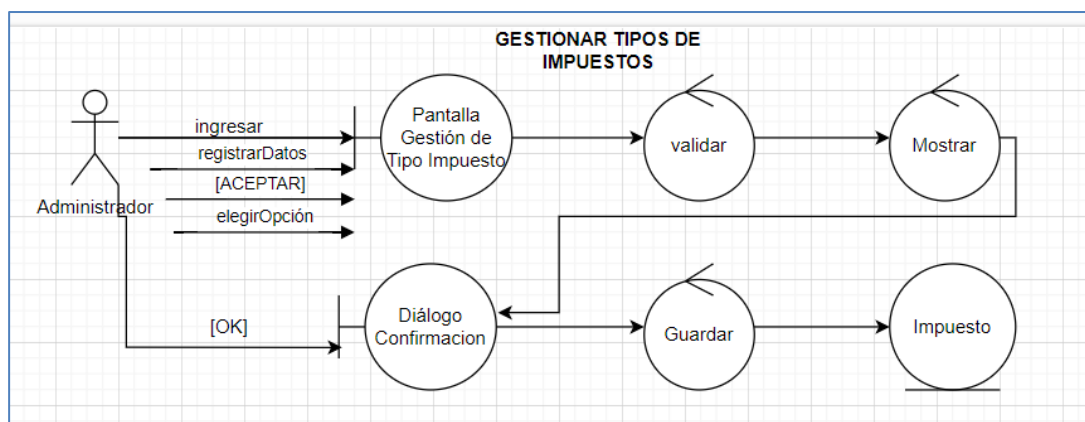 GESTIONAR TIPOS DE
IMPUESTOS
ingresar
registrarDatos
[ACEPTAR]
elegirOpción
Administrador
Pantalla
Gestión de
Tipo Impuesto
validar
Mostrar
[OK]
Diálogo
Confirmacion
Guardar
Impuesto